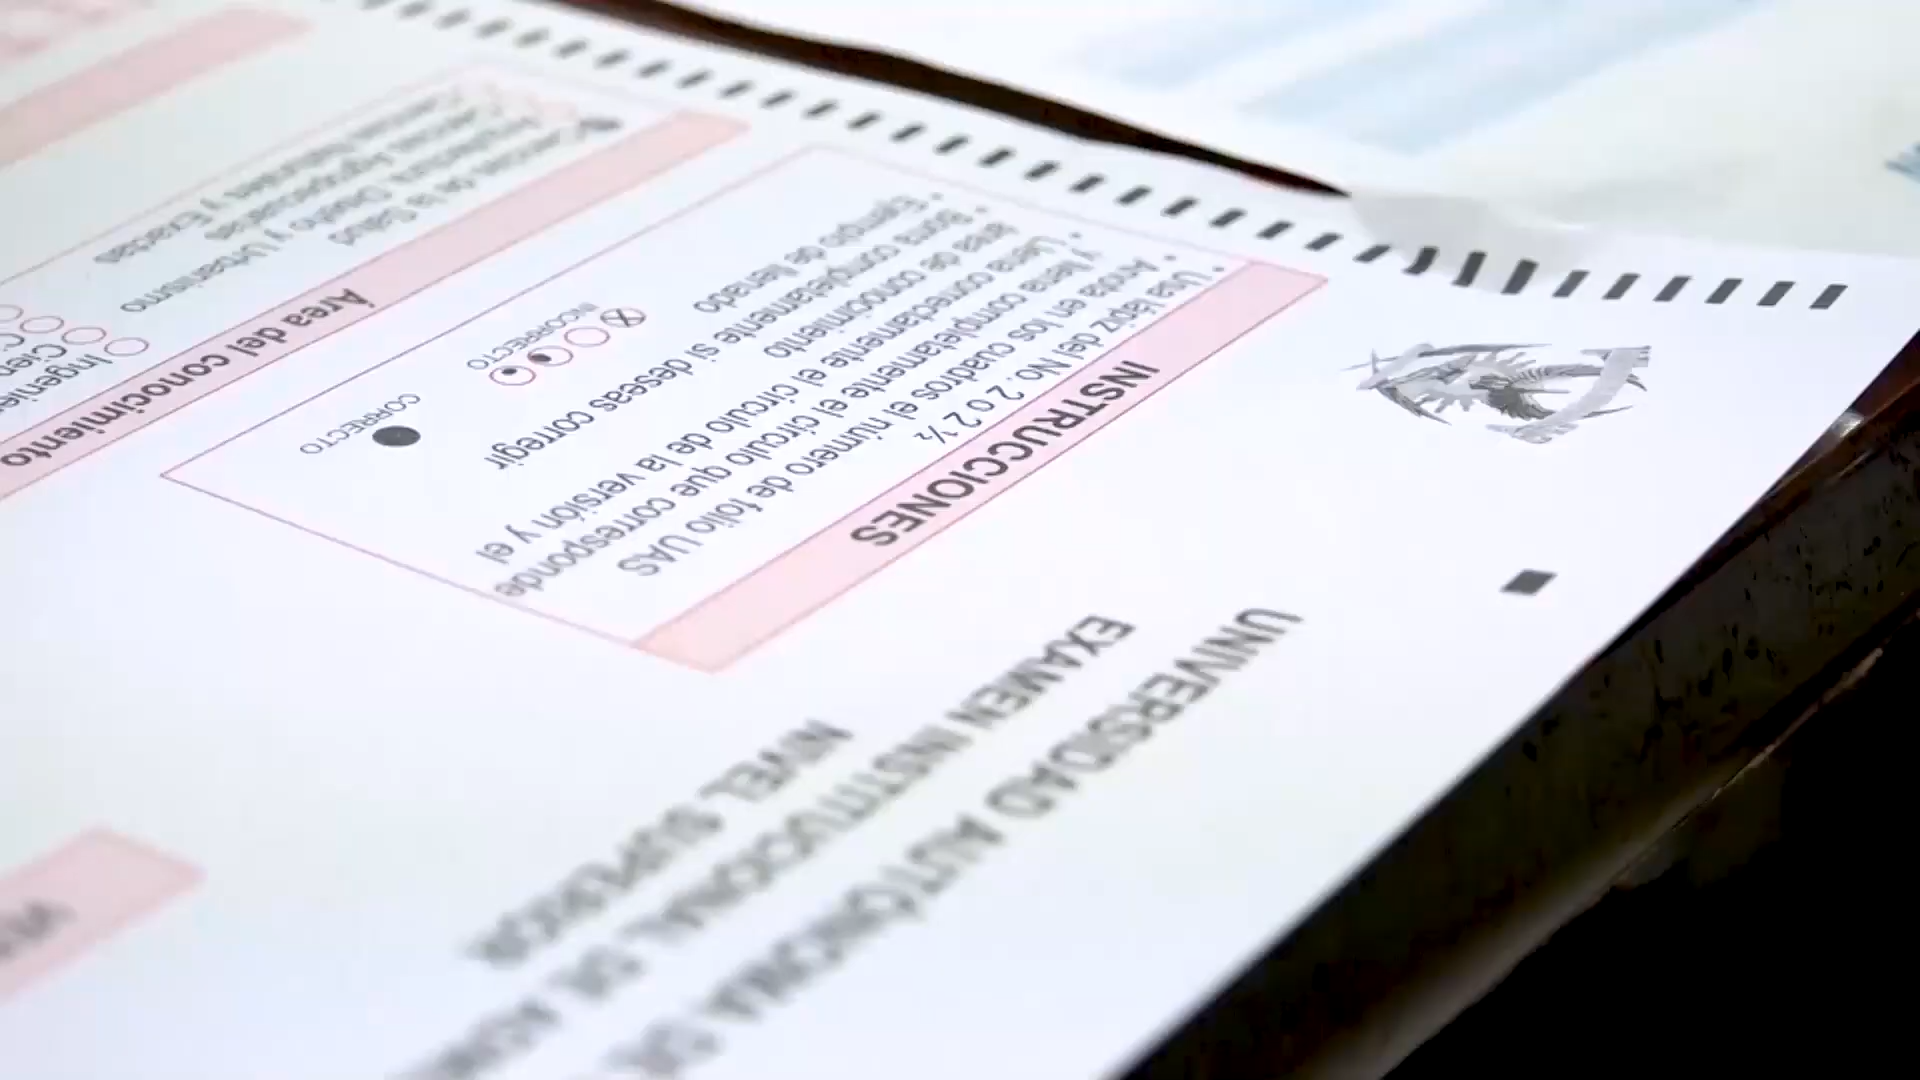 UNIVERSIDAD AUTÓNOMA DE
EXAMEN INSTITUCIONAL DE
NIVEL SUPERIOR
INSTRUCCIONES
* Usa lápiz del No. 2 o 2 ½
* Anota en los cuadros el número de folio UAS
y llena completamente el círculo que corresponde
* Llena correctamente el círculo de la versión y el
área de conocimiento
* Borra completamente si deseas corregir
* Ejemplo de llenado
INCORRECTO
CORRECTO
Área del conocimiento
Ciencias de la Salud
Arquitectura, Diseño y Urbanismo
Ciencias Agropecuarias
Ciencias Naturales y Exactas